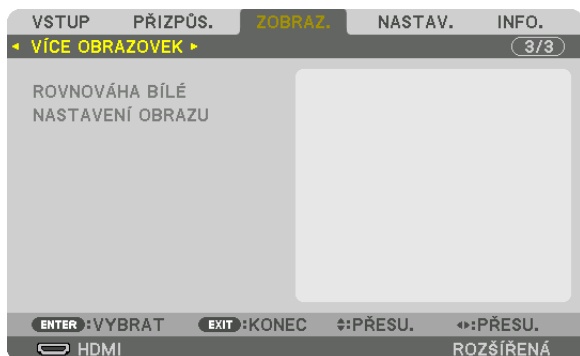 VSTUP PŘIZPŮS. ZOBRAZ. NASTAV. INFO.
VÍCE OBRAZOVEK 3/3
ROVNOVÁHA BÍLÉ
NASTAVENÍ OBRAZU
ENTER :VYBRAT EXIT :KONEC :PŘESU. :PŘESU.
HDMI ROZŠÍŘENÁ